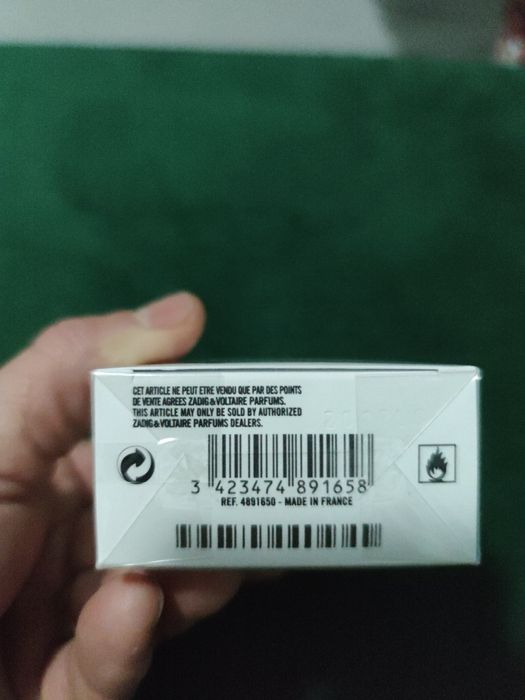 CET ARTICLE NE PEUT ETRE VENDU QUE PAR DES POINTS
DE VENTE AGREES ZADIG & VOLTAIRE PARFUMS.
THIS ARTICLE MAY ONLY BE SOLD BY AUTHORIZED
ZADIG & VOLTAIRE PARFUMS DEALERS.
3 423474 891658
REF. 4891650 - MADE IN FRANCE